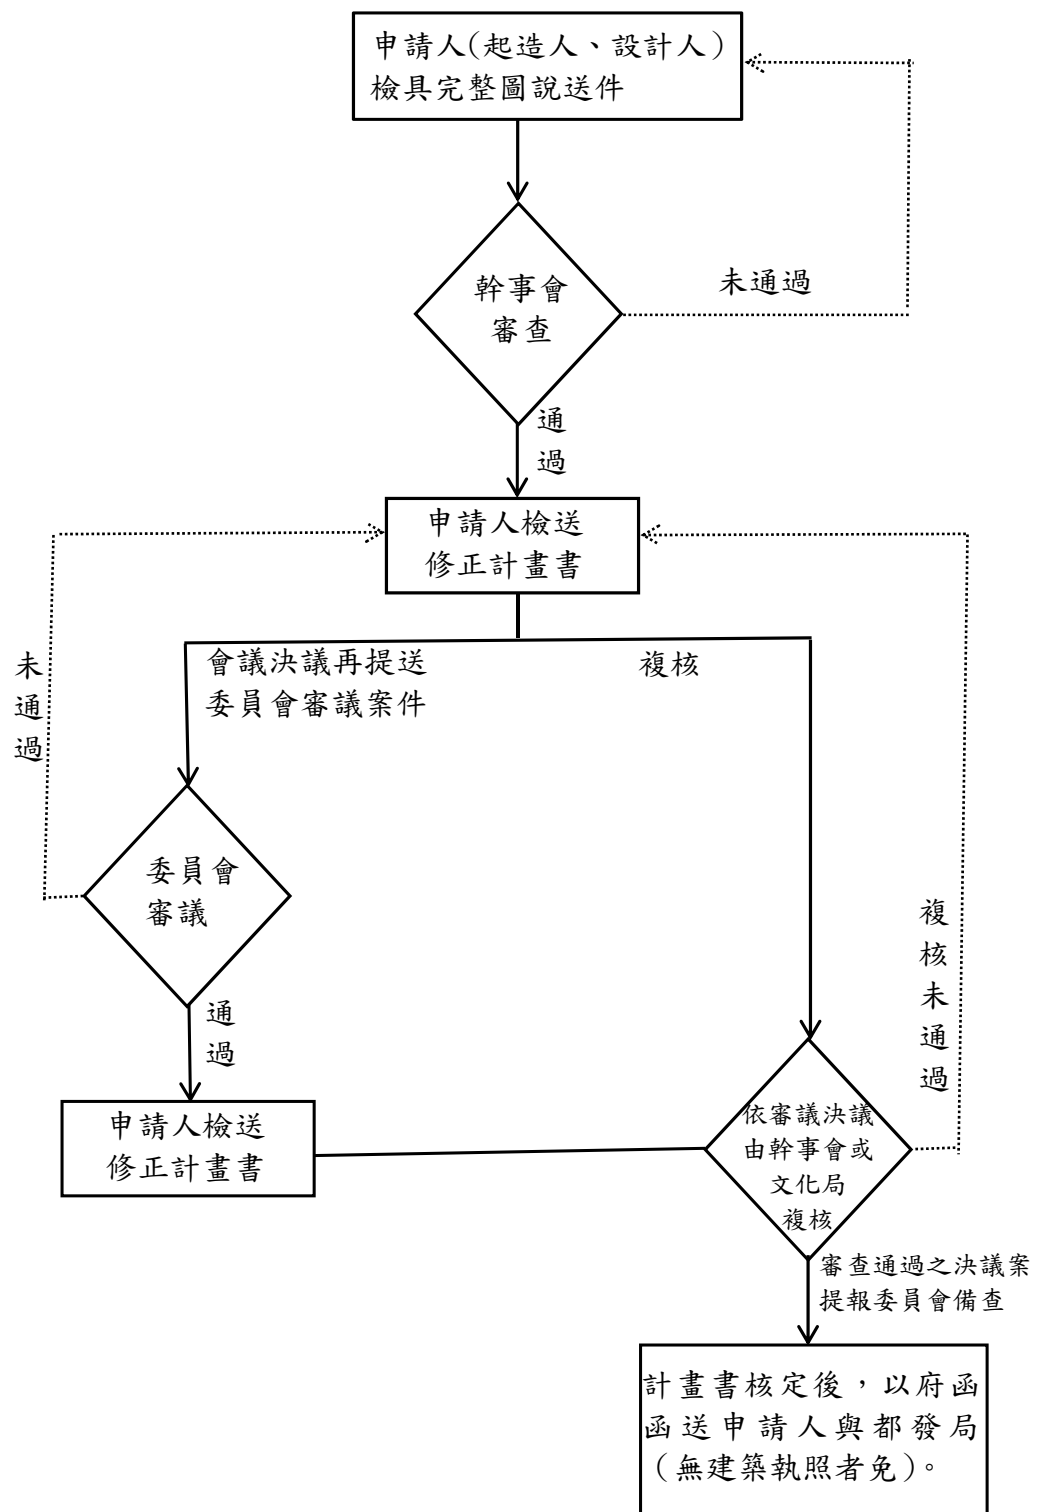 申請人(起造人、設計人)
檢具完整圖說送件
幹事會
審查
未通過
通
過
申請人檢送
修正計畫書
會議決議再提送
委員會審議案件
複核
未
通
過
委員會
審議
通
過
複
核
未
通
過
申請人檢送
修正計畫書
依審議決議
由幹事會或
文化局
複核
審查通過之決議案
提報委員會備查
計畫書核定後，以府函
函送申請人與都發局
（無建築執照者免）。